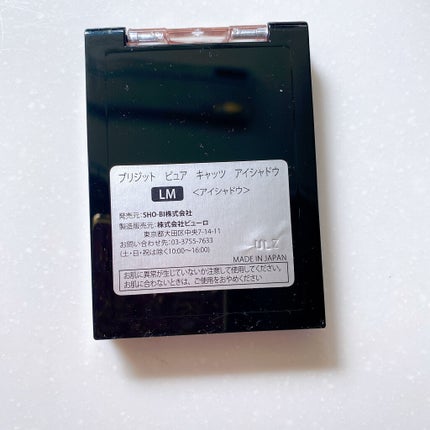 ブリジット ピュア キャッツ アイシャドウ
LM <アイシャドウ>
発売元:SHO-BI株式会社
製造販売元:株式会社ピューロ
東京都大田区中央7-14-11
お問い合わせ先:03-3755-7633
(土・日・祝は除く10:00〜16:00)
ULZ
MADE IN JAPAN
お肌に異常が生じていないか注意して使用してください。
お肌に合わないときは、ご使用をおやめください